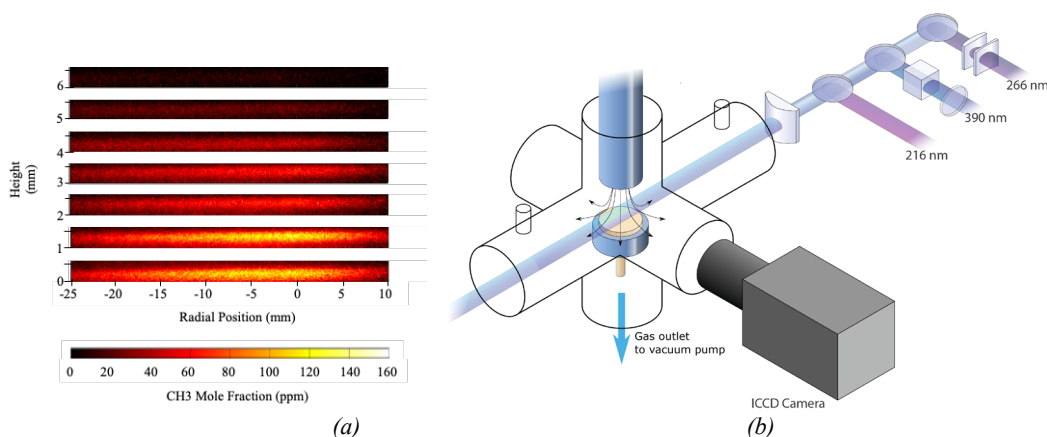 6
5
4
3
2
1
0
Height
(mm)
-25 -20 -15 -10 -5 0 5 10
Radial Position (mm)
0 20 40 60 80 100 120 140 160
CH3 Mole Fraction (ppm)
(a)
266 nm
390 nm
216 nm
Gas outlet
to vacuum pump
ICCD Camera
(b)